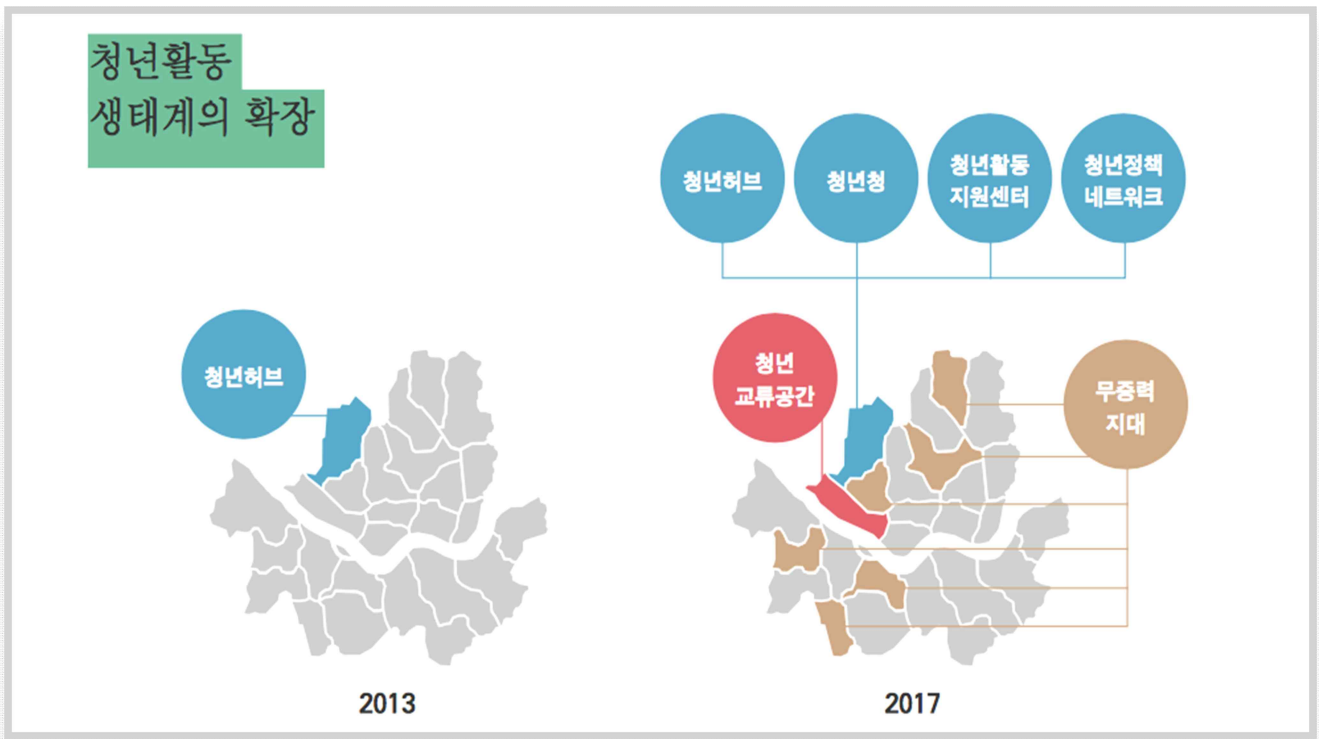 청년활동
생태계의 확장
청년허브
청년청
청년활동
지원센터
청년정책
네트워크
청년허브
청년
교류공간
무중력
지대
2013
2017